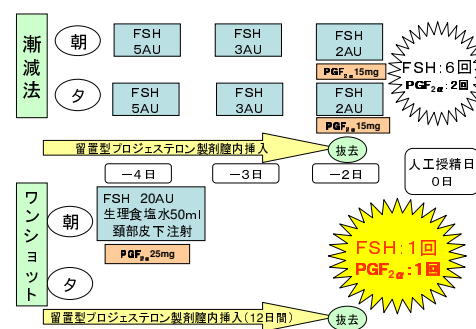 漸減法
朝
FSH
5AU
FSH
3AU
FSH
2AU
PGF2α15mg
夕
FSH
5AU
FSH
3AU
FSH
2AU
PGF2α15mg
FSH:6回
PGF2α:2回
留置型プロジェステロン製剤膣内挿入
抜去
－4日
－3日
－2日
人工授精日
0日
ワンショット
朝
FSH 20AU
生理食塩水50ml
頚部皮下注射
PGF2α25mg
夕
FSH:1回
PGF2α:1回
留置型プロジェステロン製剤膣内挿入(12日間)
抜去